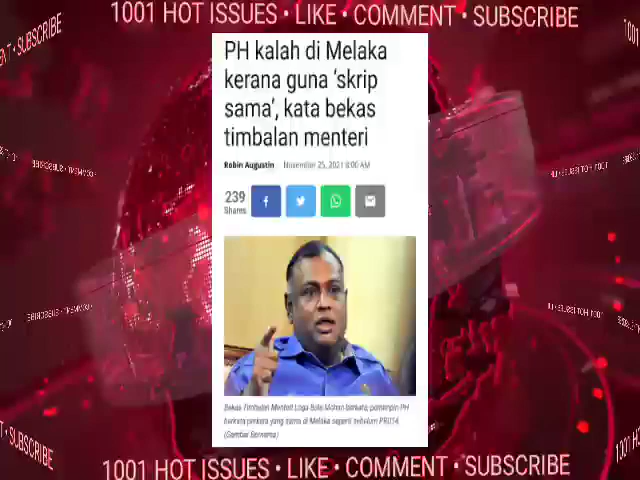 1001 HOT ISSUES • LIKE • COMMENT • SUBSCRIBE
PH kalah di Melaka
kerana guna 'skrip
sama', kata bekas
timbalan menteri
Robin Augustin November 25, 2021 8:00 AM
239
Shares
Bekas Timbalan Menteri Loga Bala Mohan berkata, pemimpin PH
berkata perkara yang sama di Melaka seperti sebelum PRU14.
(Gambar Bernama)
1001 HOT ISSUES • LIKE • COMMENT • SUBSCRIBE